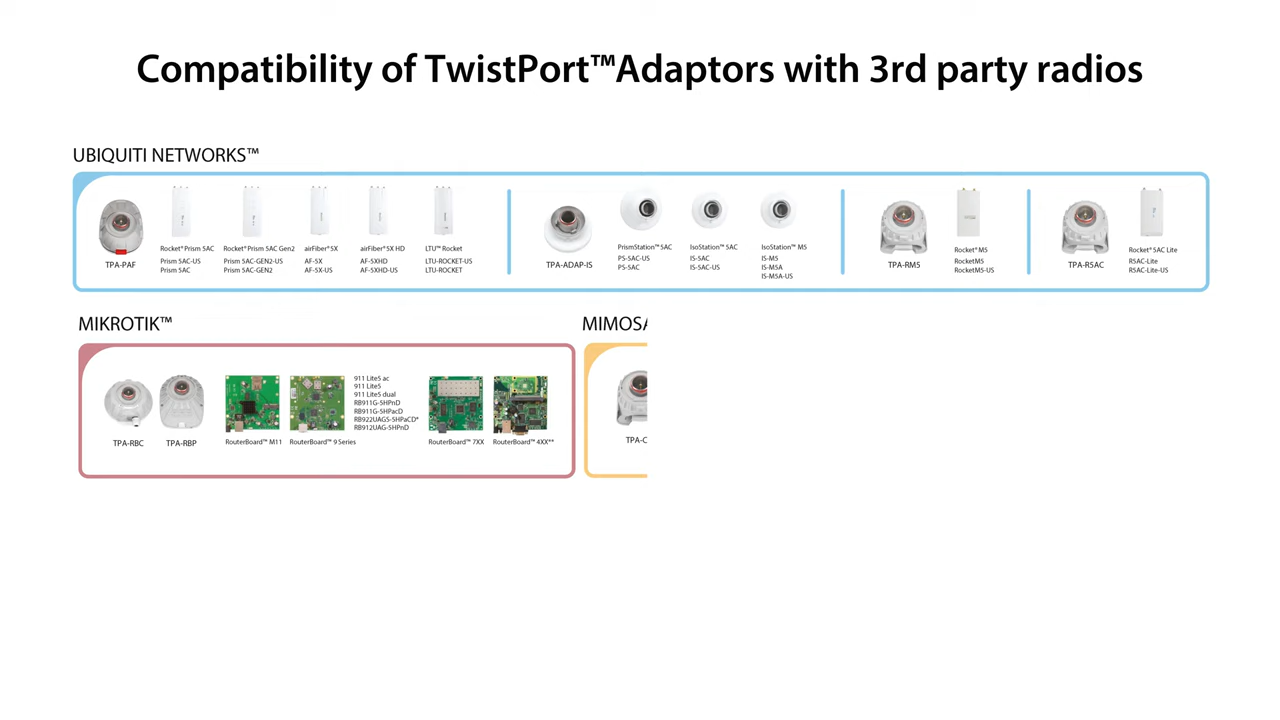 Compatibility of TwistPort™Adaptors with 3rd party radios
UBIQUITI NETWORKS™
TPA-PAF
Rocket® Prism 5AC
Prism 5AC-US
Prism 5AC
Rocket® Prism 5AC Gen2
Prism 5AC-GEN2-US
Prism 5AC-GEN2
airFiber® 5X
AF-5X
AF-5X-US
airFiber® 5X HD
AF-5XHD
AF-5XHD-US
LTU™ Rocket
LTU-ROCKET-US
LTU-ROCKET
TPA-ADAP-IS
PrismStation™ 5AC
PS-5AC-US
PS-5AC
IsoStation™ 5AC
IS-5AC
IS-5AC-US
IsoStation™ M5
IS-M5
IS-M5A
IS-M5A-US
TPA-RM5
Rocket® M5
RocketM5
RocketM5-US
TPA-R5AC
Rocket® 5AC Lite
R5AC-Lite
R5AC-Lite-US
MIKROTIK™
TPA-RBC
TPA-RBP
RouterBoard™ M11
RouterBoard™ 9 Series
911 Lite5 ac
911 Lite5
911 Lite5 dual
RB911G-5HPnD
RB911G-5HPacD
RB922UAGS-5HPaCD*
RB912UAG-5HPnD
RouterBoard™ 7XX
RouterBoard™ 4XX**
MIMOSA
TPA-C